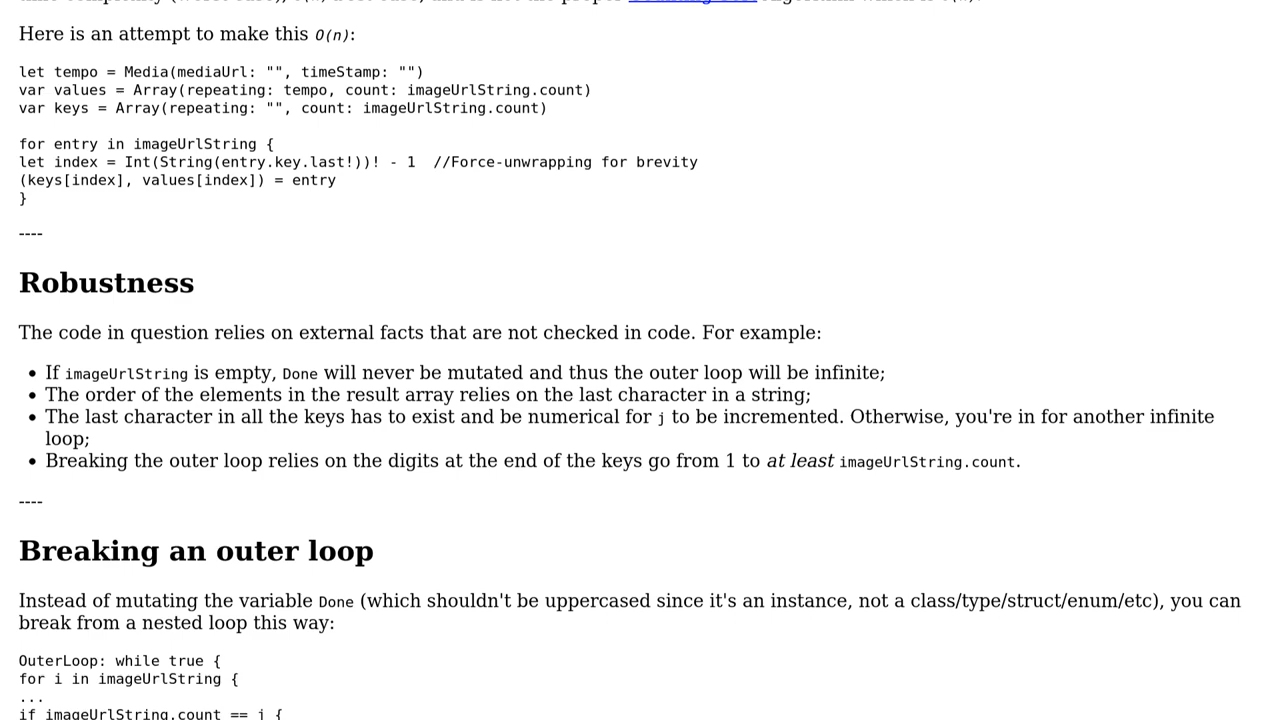 Here is an attempt to make this O(n):
let tempo = Media(mediaUrl: "", timeStamp: "")
var values = Array(repeating: tempo, count: imageUrlString.count)
var keys = Array(repeating: "", count: imageUrlString.count)
for entry in imageUrlString {
let index = Int(String(entry.key.last!))! - 1  //Force-unwrapping for brevity
(keys[index], values[index]) = entry
}
----
Robustness
The code in question relies on external facts that are not checked in code. For example:
• If imageUrlString is empty, Done will never be mutated and thus the outer loop will be infinite;
• The order of the elements in the result array relies on the last character in a string;
• The last character in all the keys has to exist and be numerical for j to be incremented. Otherwise, you're in for another infinite
loop;
• Breaking the outer loop relies on the digits at the end of the keys go from 1 to at least imageUrlString.count.
----
Breaking an outer loop
Instead of mutating the variable Done (which shouldn't be uppercased since it's an instance, not a class/type/struct/enum/etc), you can
break from a nested loop this way:
OuterLoop: while true {
for i in imageUrlString {
...
if imageUrlString.count == j {